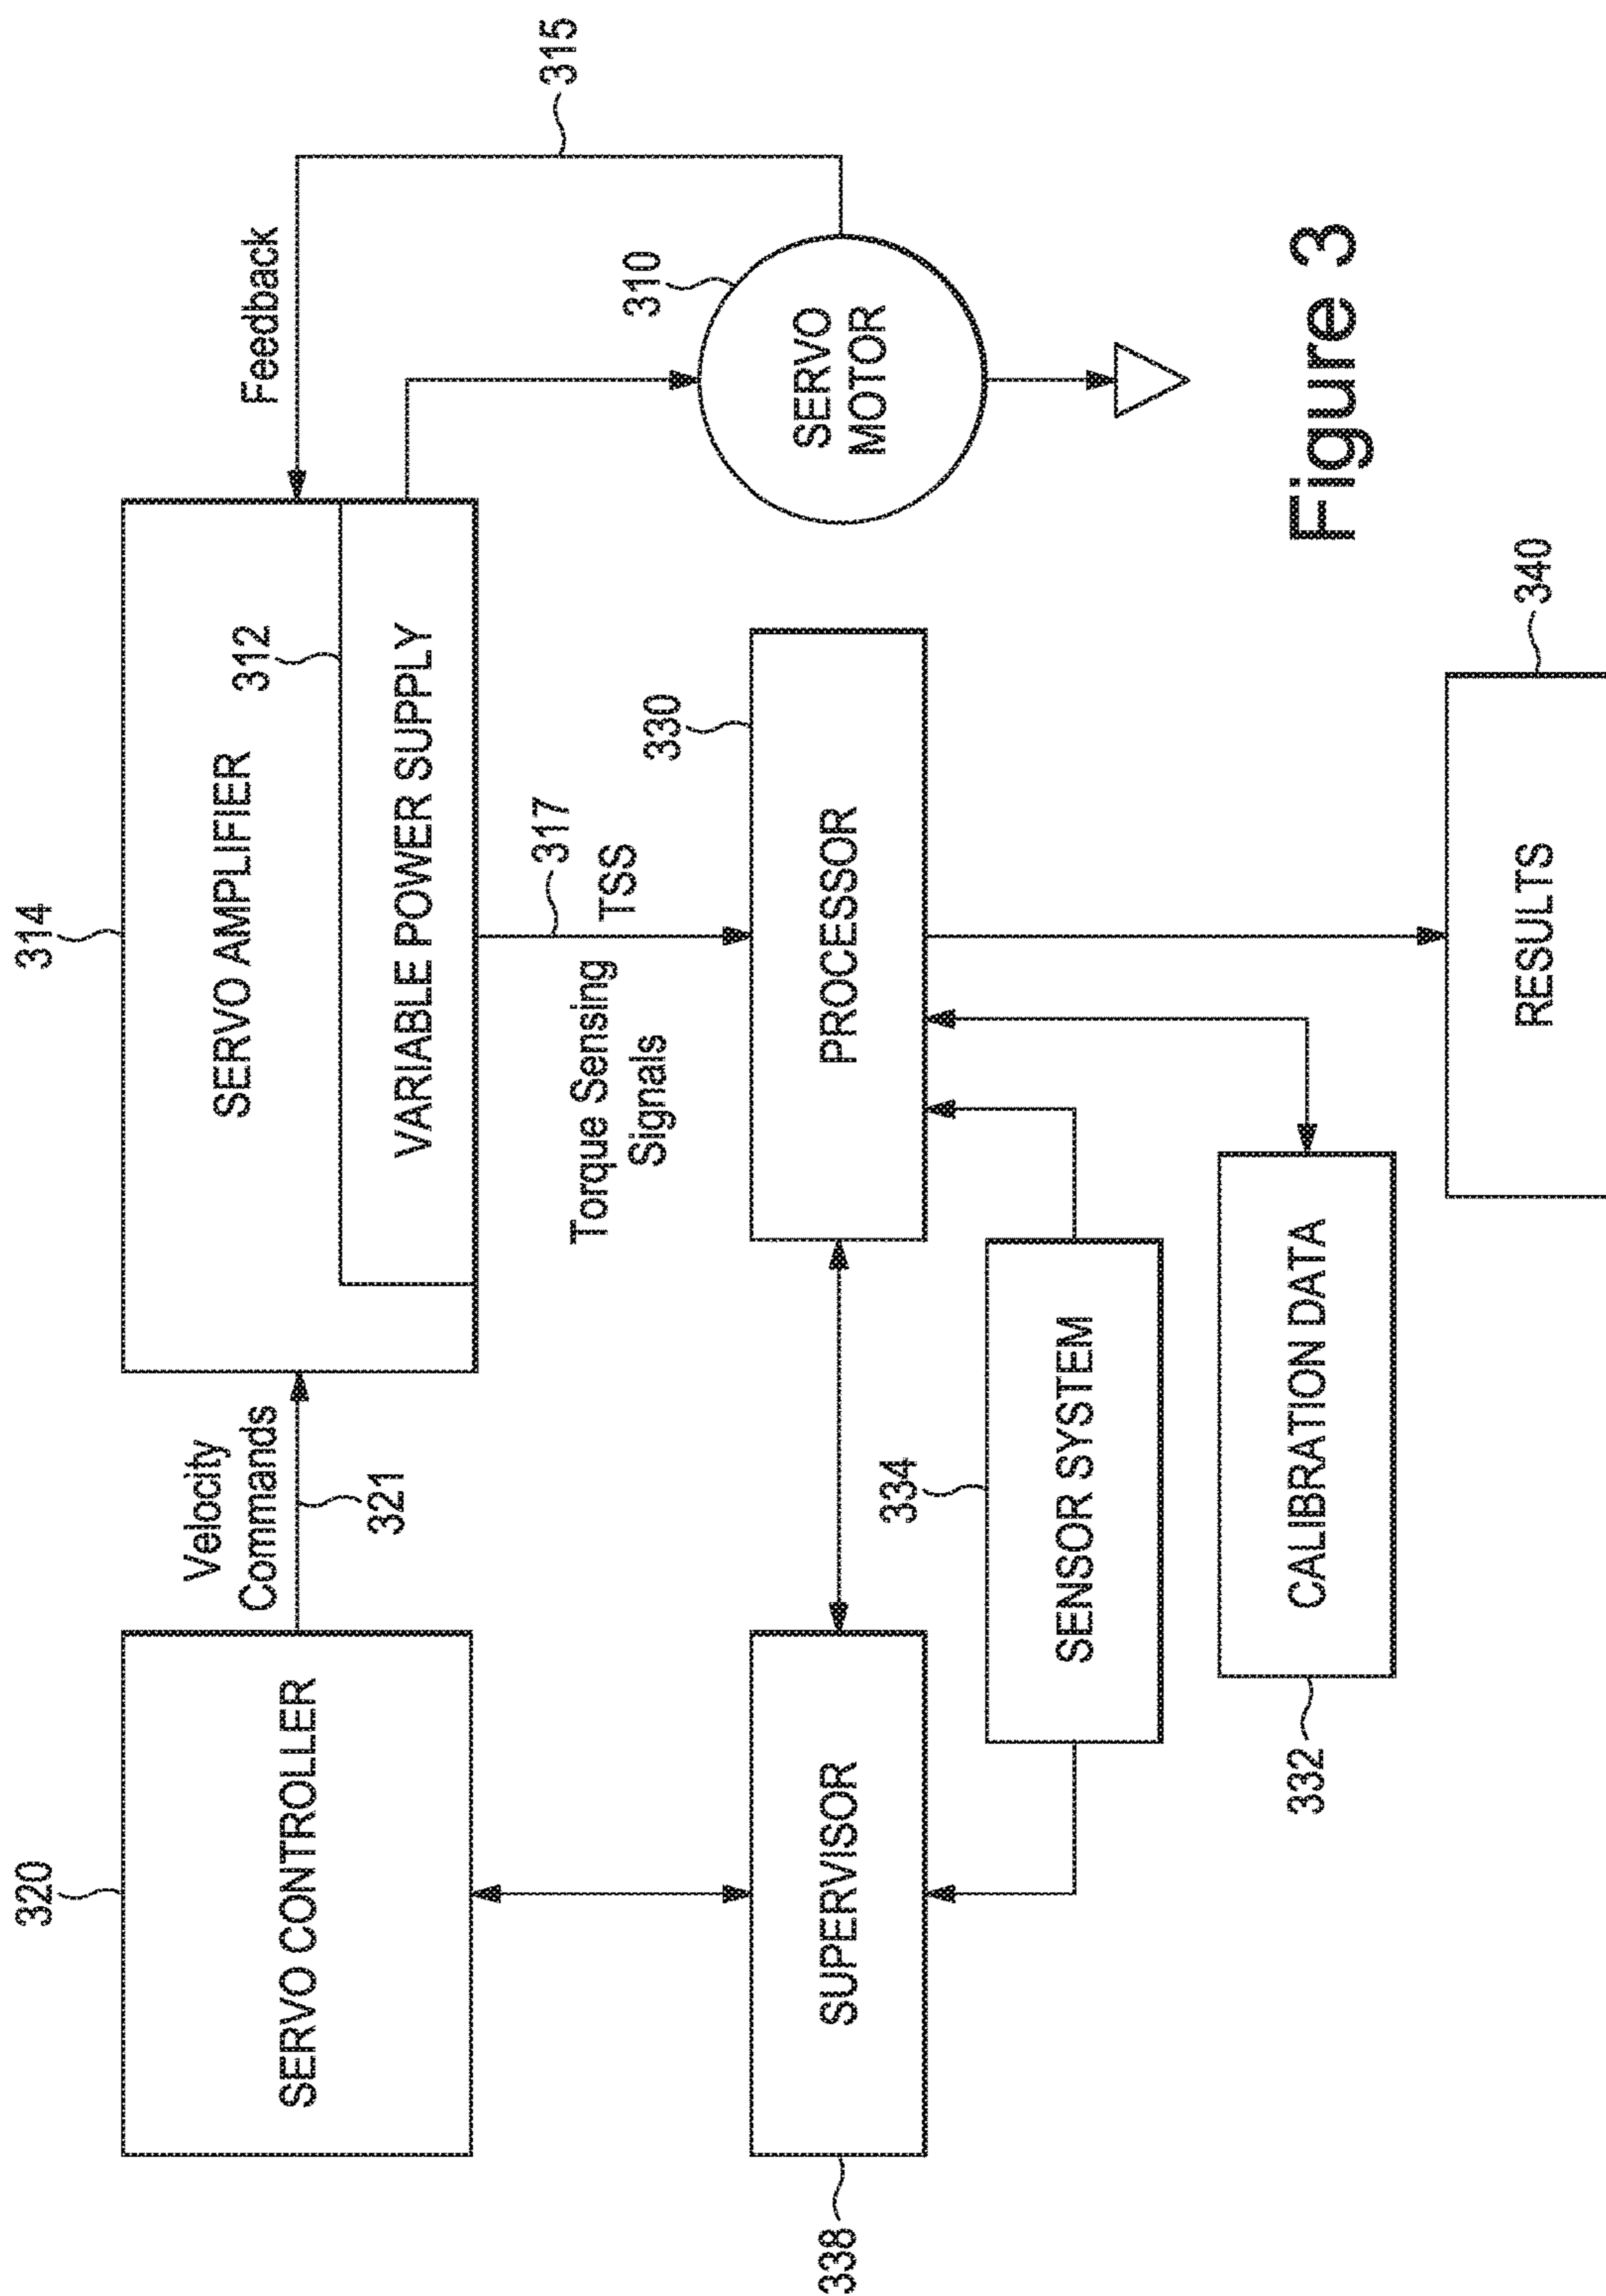 320
SERVO CONTROLLER
Velocity
Commands
321
314
SERVO AMPLIFIER
312
VARIABLE POWER SUPPLY
Feedback
315
317
TSS
Torque Sensing
Signals
310
SERVO
MOTOR
338
SUPERVISOR
330
PROCESSOR
334
SENSOR SYSTEM
332
CALIBRATION DATA
340
RESULTS
Figure 3